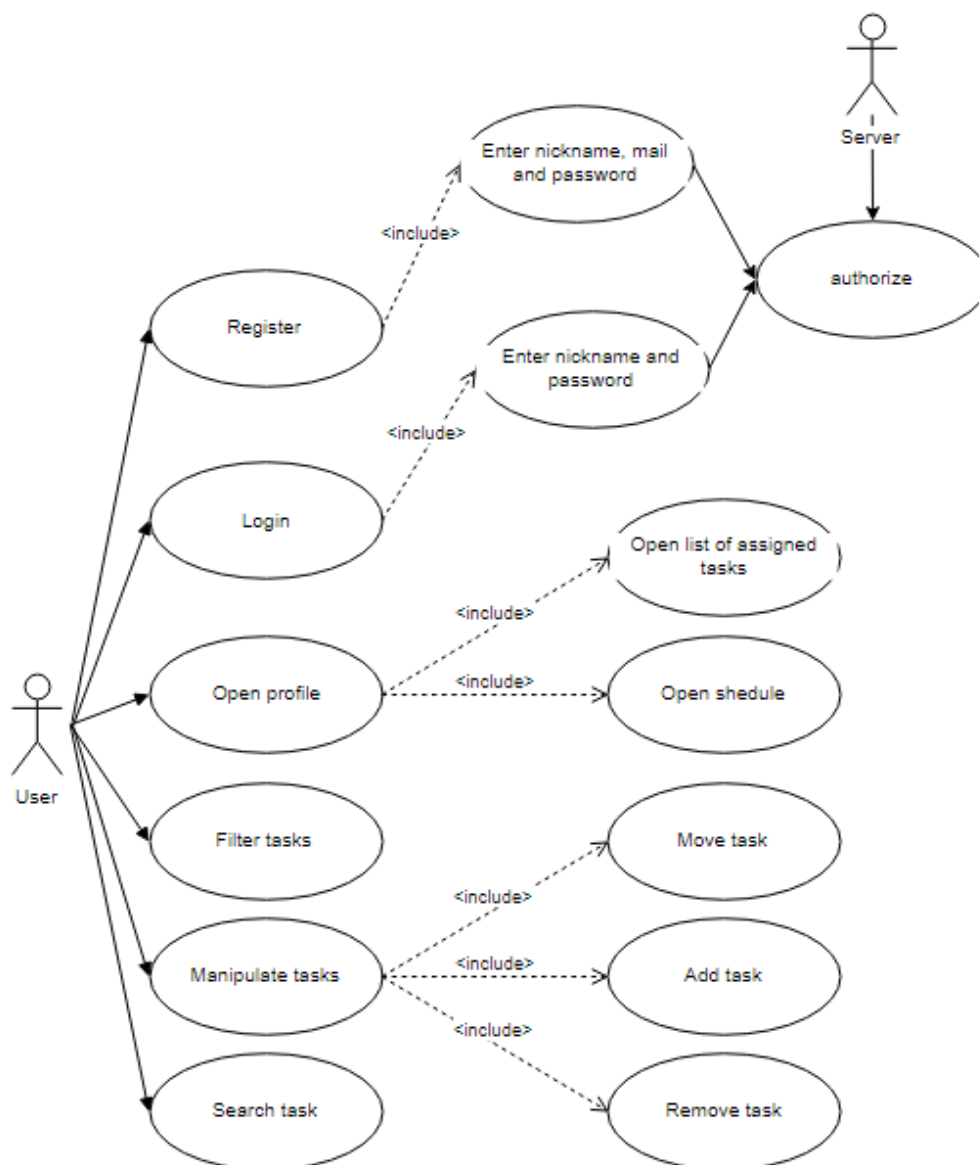 Server
Enter nickname, mail
and password
<include>
authorize
Register
Enter nickname and
password
<include>
Login
Open list of assigned
tasks
<include>
Open profile
<include>
Open shedule
User
Filter tasks
Move task
<include>
Manipulate tasks
<include>
Add task
<include>
Search task
Remove task